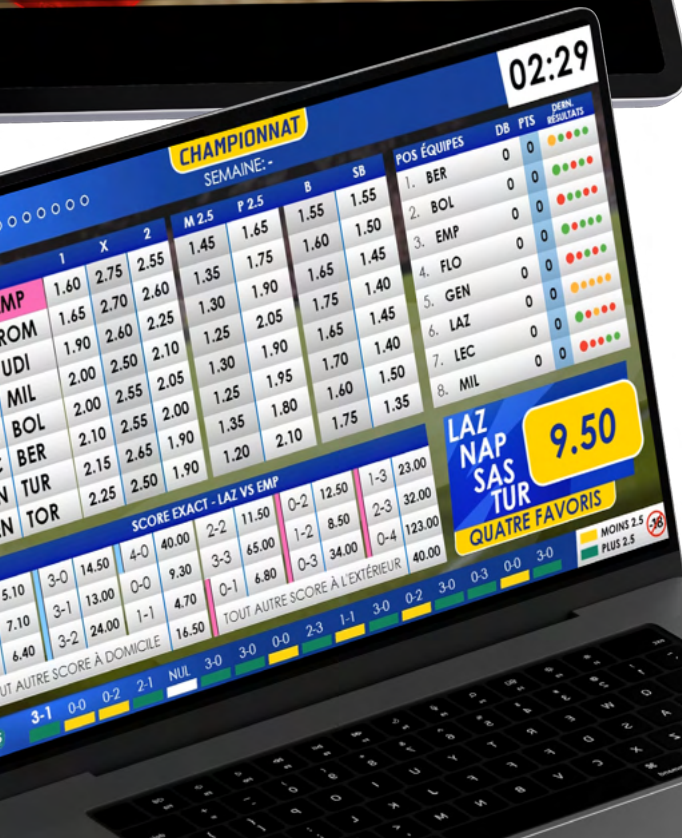 02:29
CHAMPIONNAT
SEMAINE: -
1 X 2 M 2.5 P 2.5 B SB
MP 1.60 2.75 2.55 1.45 1.65 1.55 1.55
ROM 1.65 2.70 2.60 1.35 1.75 1.60 1.50
UDI 1.90 2.60 2.25 1.30 1.90 1.65 1.45
MIL 2.00 2.50 2.10 1.25 2.05 1.75 1.40
BOL 2.00 2.55 2.05 1.30 1.90 1.65 1.45
BER 2.10 2.55 2.00 1.25 1.95 1.70 1.40
TUR 2.15 2.65 1.90 1.35 1.80 1.60 1.50
N TOR 2.25 2.50 1.90 1.20 2.10 1.75 1.35
POS ÉQUIPES DB PTS DERN. RÉSULTATS
1. BER 0 0
2. BOL 0 0
3. EMP 0 0
4. FLO 0 0
5. GEN 0 0
6. LAZ 0 0
7. LEC 0 0
8. MIL 0 0
LAZ
NAP
SAS
TUR
9.50
QUATRE FAVORIS
SCORE EXACT - LAZ VS EMP
5.10 3-0 14.50 4-0 40.00 2-2 11.50 0-2 12.50 1-3 23.00
7.10 3-1 13.00 0-0 9.30 3-3 65.00 1-2 8.50 2-3 32.00
6.40 3-2 24.00 1-1 4.70 0-1 6.80 0-3 34.00 0-4 123.00
UT AUTRE SCORE À DOMICILE 16.50 TOUT AUTRE SCORE À L'EXTÉRIEUR 40.00
3-1 0-0 0-2 2-1 NUL 3-0 3-0 0-0 2-3 1-1 3-0 0-2 3-0 0-3 0-0 3-0
MOINS 2.5
PLUS 2.5
-18